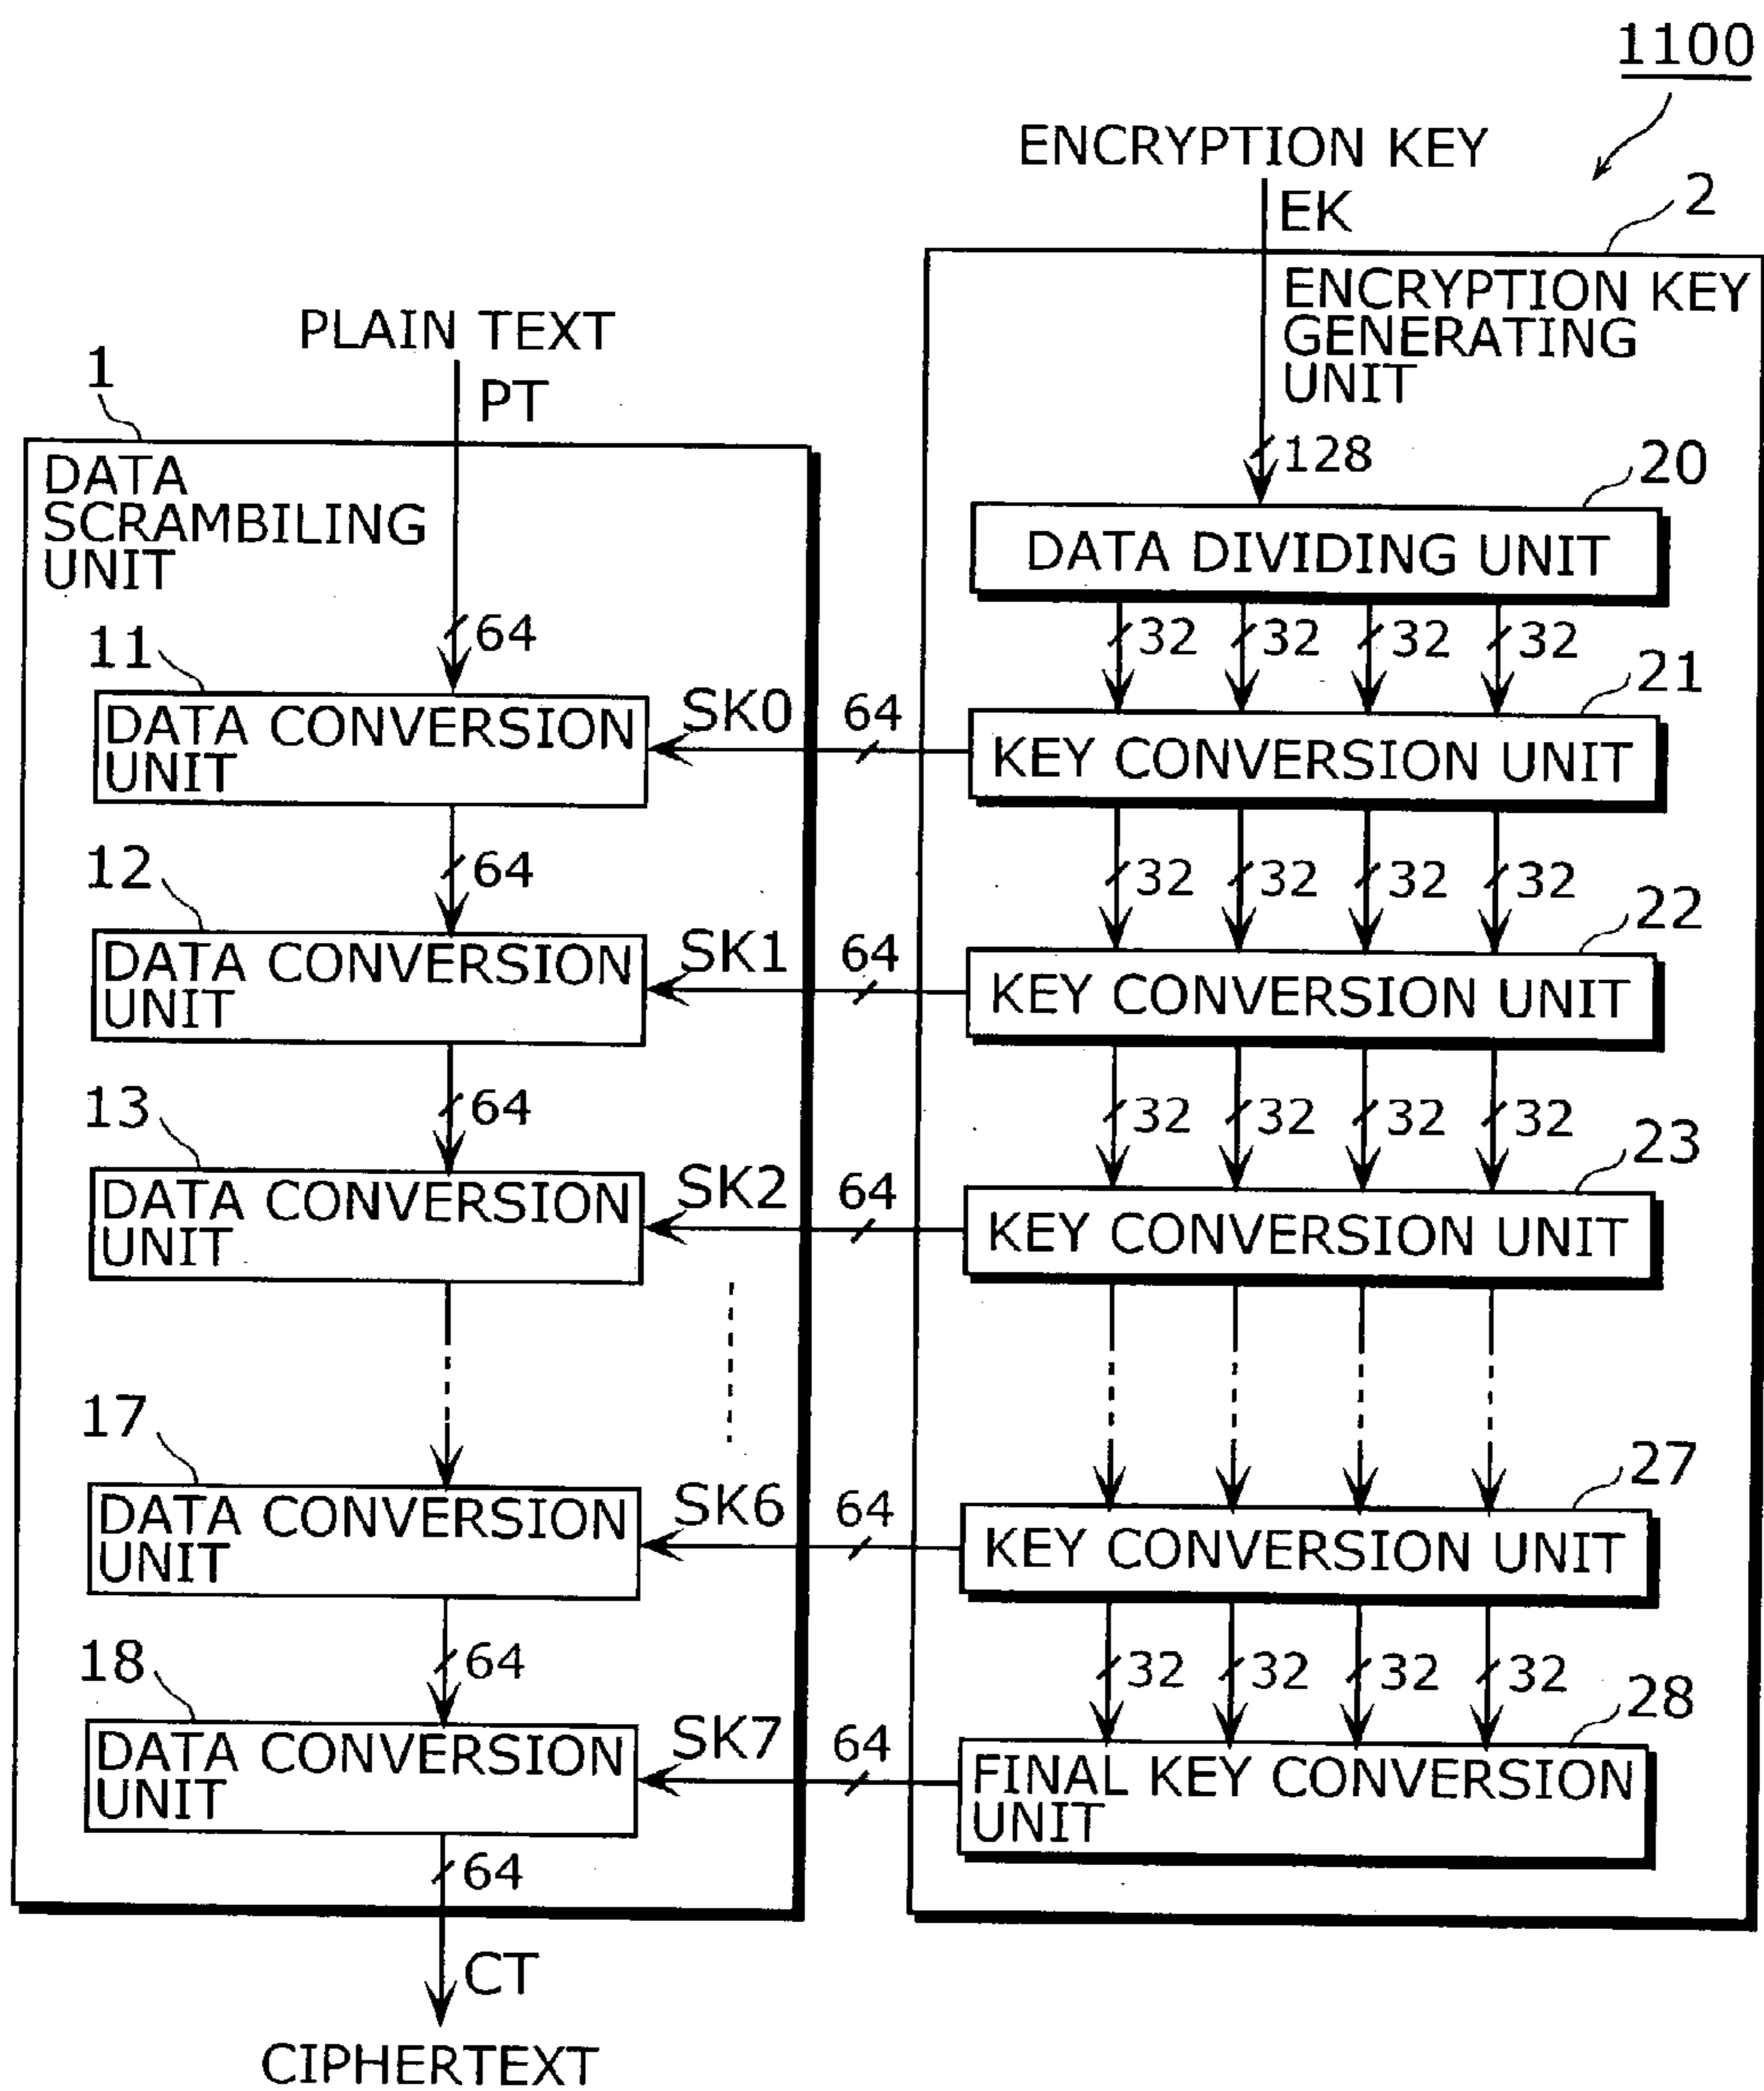 1100
ENCRYPTION KEY
EK
2
ENCRYPTION KEY
GENERATING
UNIT
PLAIN TEXT
PT
1
DATA
SCRAMBILING
UNIT
128
20
DATA DIVIDING UNIT
64
32 32 32 32
11
21
DATA CONVERSION
UNIT
SK0
64
KEY CONVERSION UNIT
64
32 32 32 32
12
22
DATA CONVERSION
UNIT
SK1
64
KEY CONVERSION UNIT
64
32 32 32 32
13
23
DATA CONVERSION
UNIT
SK2
64
KEY CONVERSION UNIT
17
27
DATA CONVERSION
UNIT
SK6
64
KEY CONVERSION UNIT
64
32 32 32 32
18
28
DATA CONVERSION
UNIT
SK7
64
FINAL KEY CONVERSION
UNIT
64
CT
CIPHERTEXT